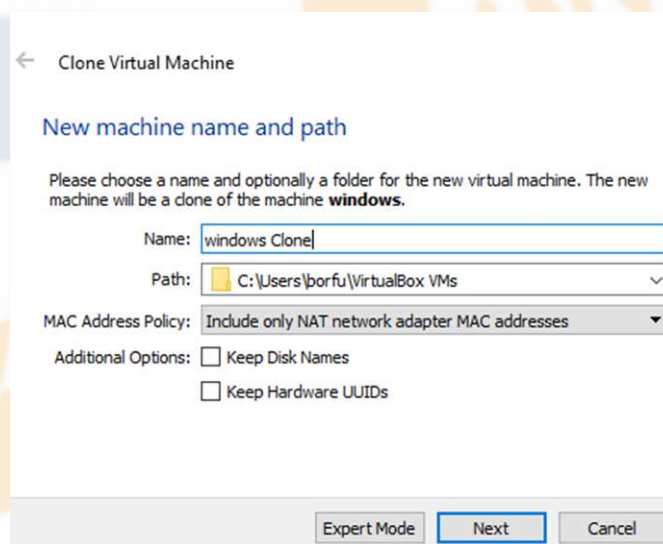 Clone Virtual Machine
New machine name and path
Please choose a name and optionally a folder for the new virtual machine. The new
machine will be a clone of the machine windows.
Name: windows Clone
Path: C:\Users\borfu\VirtualBox VMs
MAC Address Policy: Include only NAT network adapter MAC addresses
Additional Options: Keep Disk Names
Keep Hardware UUIDs
Expert Mode Next Cancel